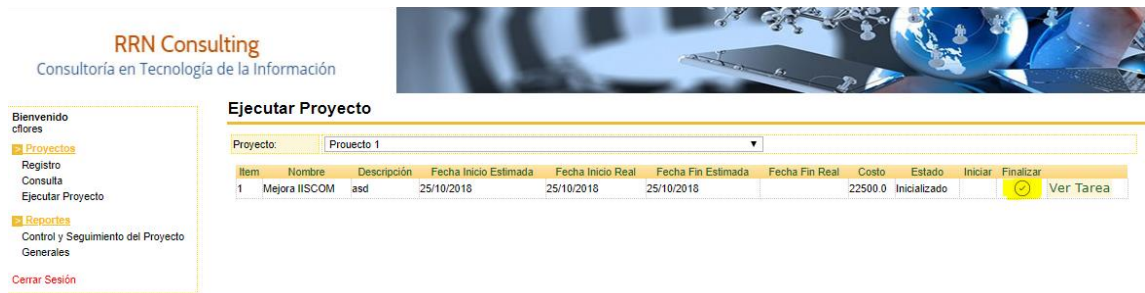 RRN Consulting
Consultoría en Tecnología de la Información
Bienvenido
cflores
Proyectos
Registro
Consulta
Ejecutar Proyecto
Reportes
Control y Seguimiento del Proyecto
Generales
Cerrar Sesión
Ejecutar Proyecto
Proyecto: Prouecto 1
Item Nombre Descripción Fecha Inicio Estimada Fecha Inicio Real Fecha Fin Estimada Fecha Fin Real Costo Estado Iniciar Finalizar
1 Mejora IISCOM asd 25/10/2018 25/10/2018 25/10/2018 22500.0 Inicializado Ver Tarea